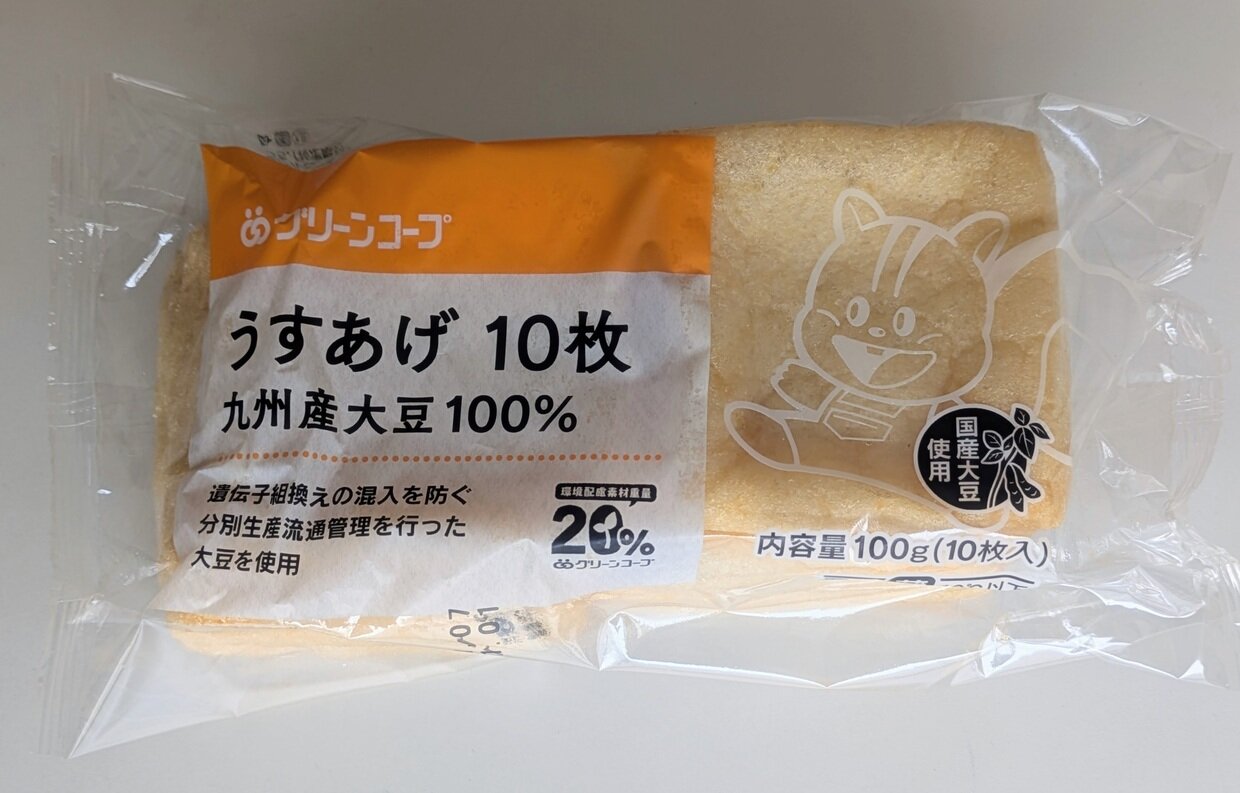 グリーンコープ
うすあげ 10枚
九州産大豆100%
遺伝子組換えの混入を防ぐ
分別生産流通管理を行った
大豆を使用
環境配慮素材重量
20%
グリーンコープ
国産大豆
使用
内容量100g(10枚入)